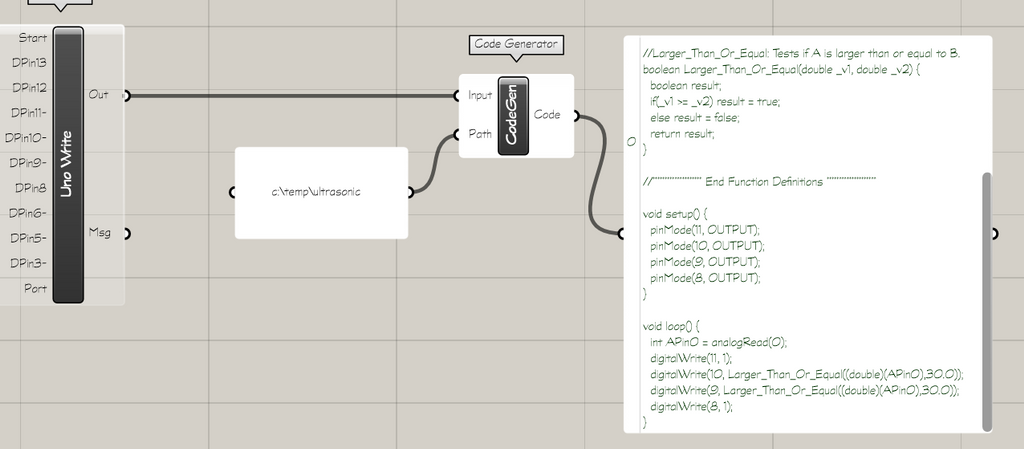 Start
DPin13
DPin12
DPin11~
DPin10~
DPin9~
DPin8
DPin6~
DPin5~
DPin3~
Port
Uno Write
Out
Msg
c:\temp\ultrasonic
Code Generator
Input
Path
CodeGen
Code
0
//Larger_Than_Or_Equal: Tests if A is larger than or equal to B.
boolean Larger_Than_Or_Equal(double _v1, double _v2) {
boolean result;
if(_v1 >= _v2) result = true;
else result = false;
return result;
}
//******************** End Function Definitions ********************
void setup() {
pinMode(11, OUTPUT);
pinMode(10, OUTPUT);
pinMode(9, OUTPUT);
pinMode(8, OUTPUT);
}
void loop() {
int APin0 = analogRead(0);
digitalWrite(11, 1);
digitalWrite(10, Larger_Than_Or_Equal((double)(APin0),30.0));
digitalWrite(9, Larger_Than_Or_Equal((double)(APin0),30.0));
digitalWrite(8, 1);
}